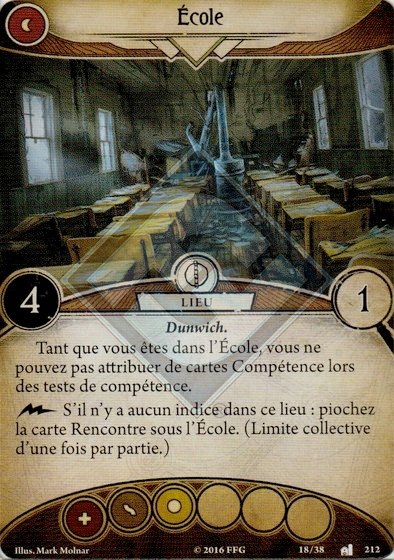 École
4
LIEU
1
Dunwich.
Tant que vous êtes dans l'École, vous ne
pouvez pas attribuer de cartes Compétence lors
des tests de compétence.
S'il n'y a aucun indice dans ce lieu : piochez
la carte Rencontre sous l'École. (Limite collective
d'une fois par partie.)
Illus. Mark Molnar © 2016 FFG 18/38 212